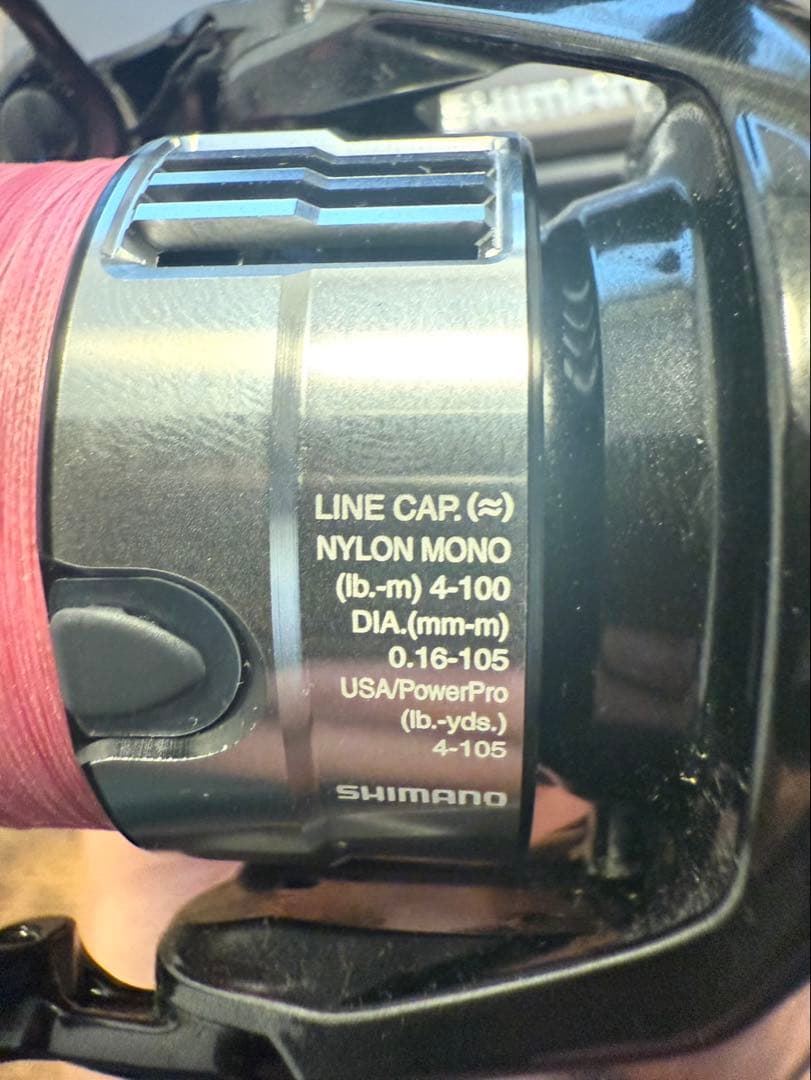 SHIMANO
LINE CAP.(≈)
NYLON MONO
(lb.-m) 4-100
DIA.(mm-m)
0.16-105
USA/PowerPro
(lb.-yds.)
4-105
SHIMANO